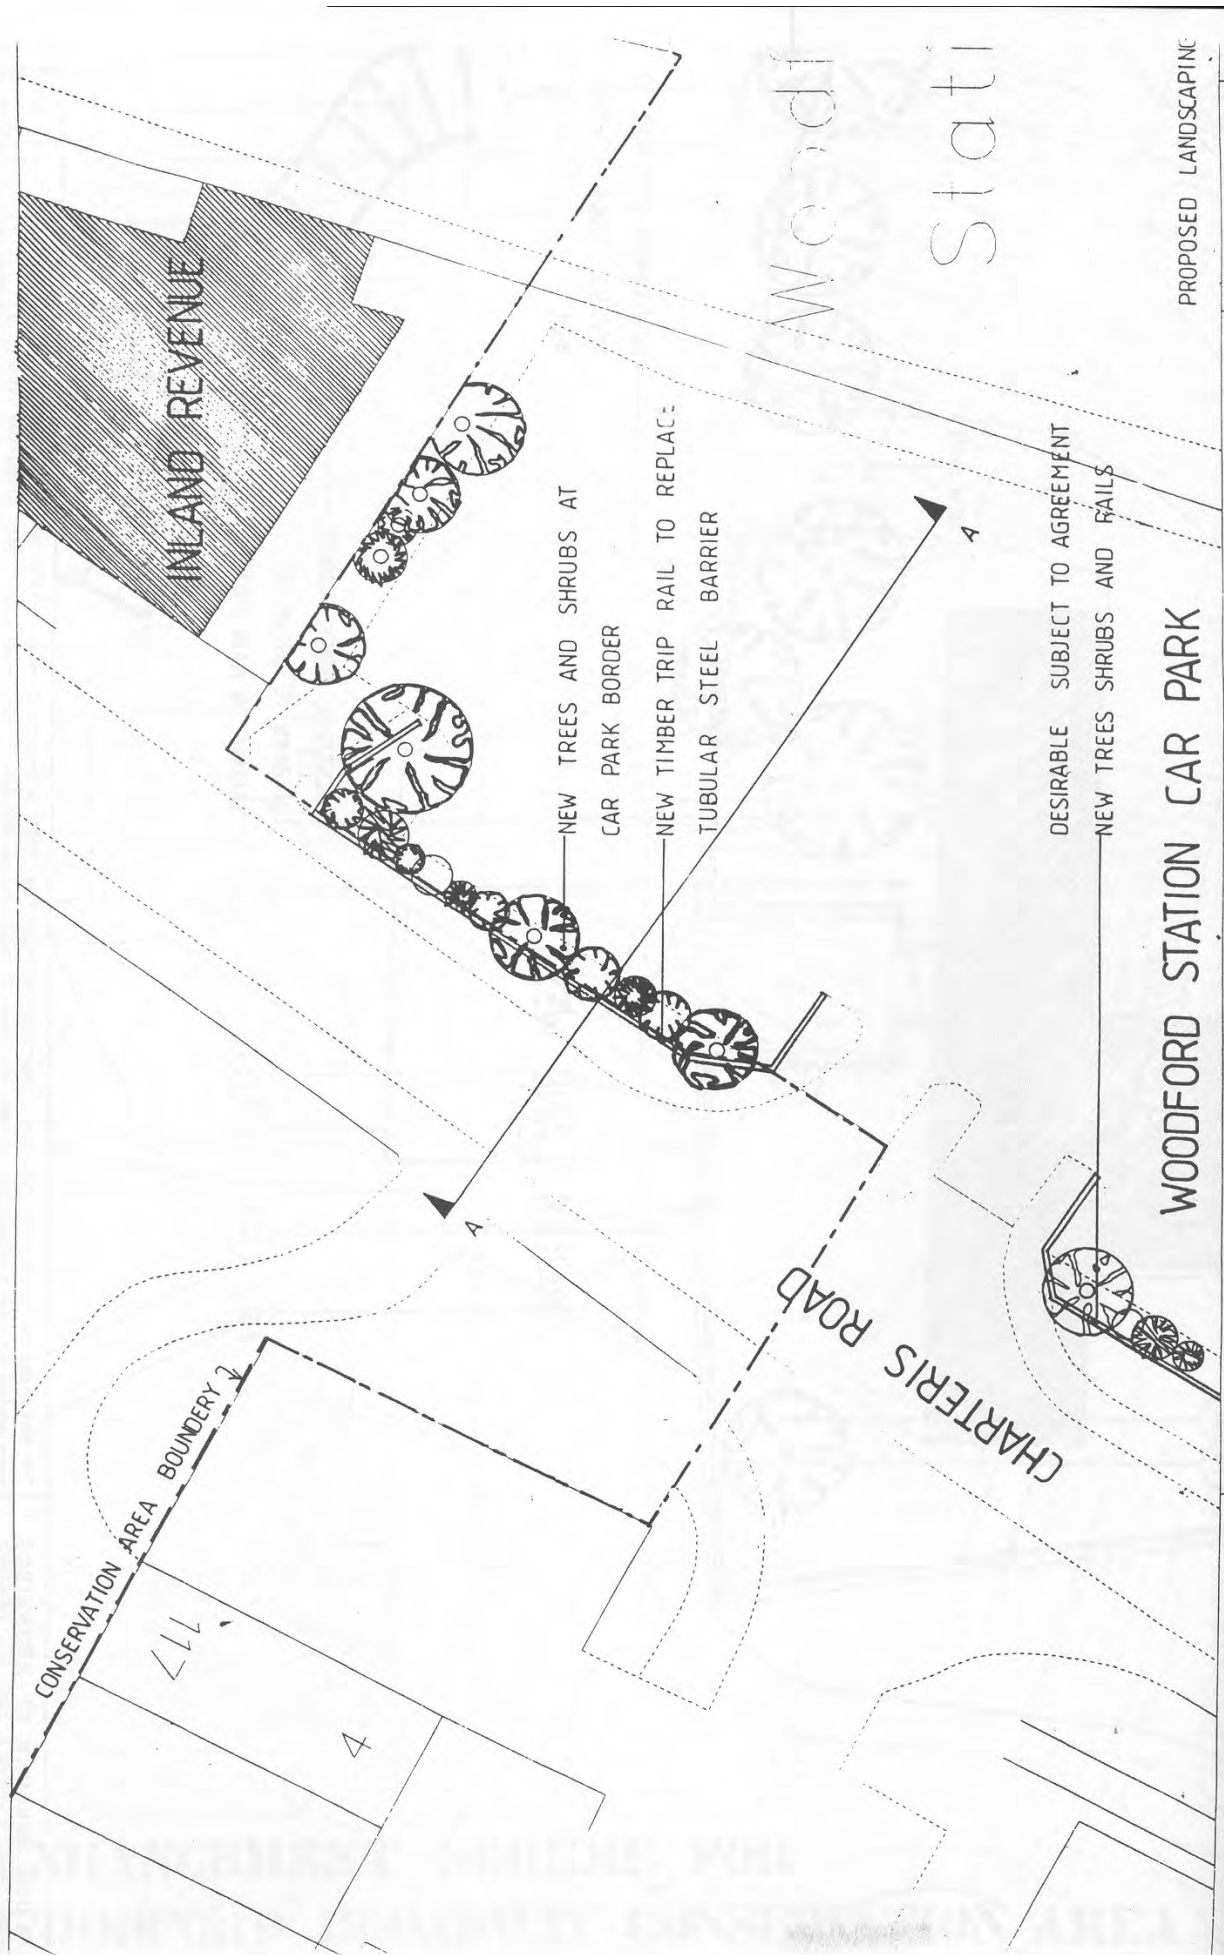 INLAND REVENUE
Woodf
Stati
PROPOSED LANDSCAPING
NEW TREES AND SHRUBS AT
CAR PARK BORDER
NEW TIMBER TRIP RAIL TO REPLACE
TUBULAR STEEL BARRIER
DESIRABLE SUBJECT TO AGREEMENT
NEW TREES SHRUBS AND RAILS
WOODFORD STATION CAR PARK
A
A
CHARTERIS ROAD
CONSERVATION AREA BOUNDERY
117
4